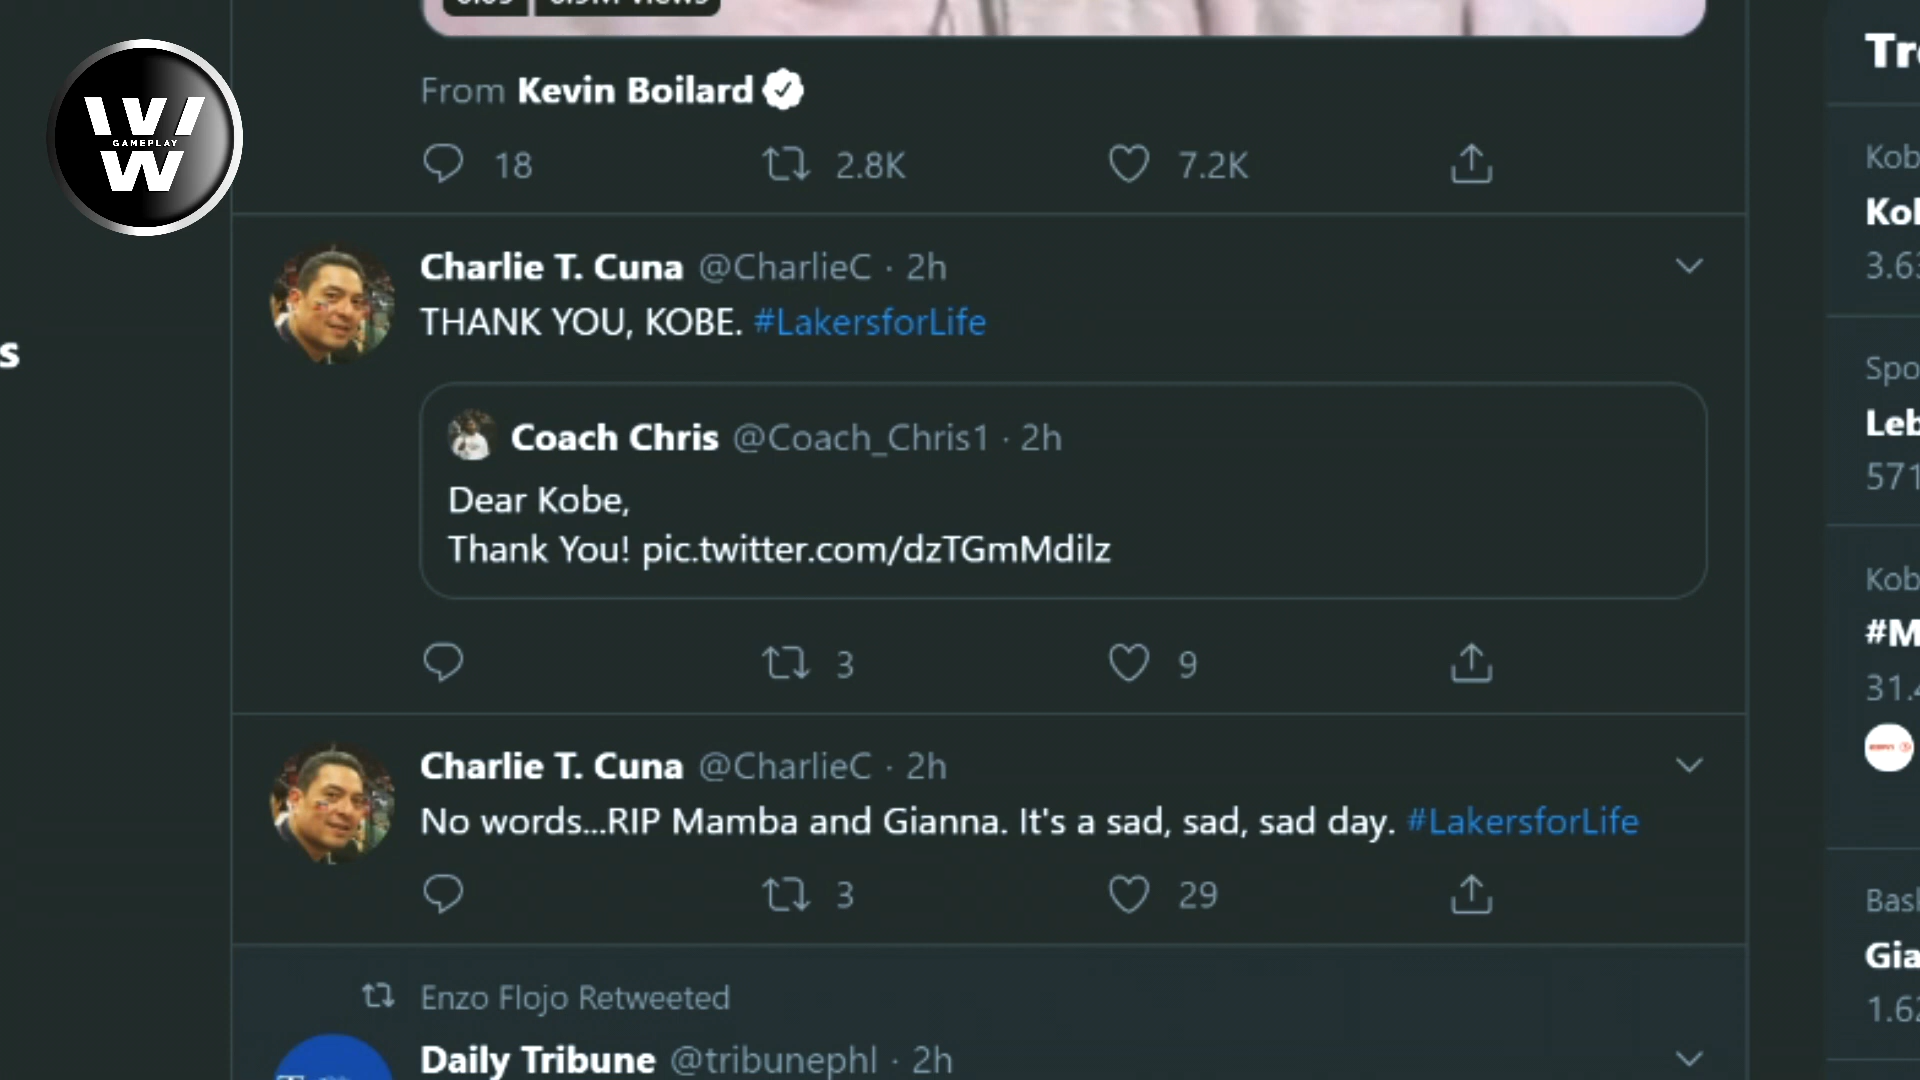 From Kevin Boilard
18 2.8K 7.2K
Charlie T. Cuna @CharlieC · 2h
THANK YOU, KOBE. #LakersforLife
Coach Chris @Coach_Chris1 · 2h
Dear Kobe,
Thank You! pic.twitter.com/dzTGmMdilz
3 9
Charlie T. Cuna @CharlieC · 2h
No words...RIP Mamba and Gianna. It's a sad, sad, sad day. #LakersforLife
3 29
Enzo Flojo Retweeted
Daily Tribune @tribunephl · 2h
GAMEPLAY
W